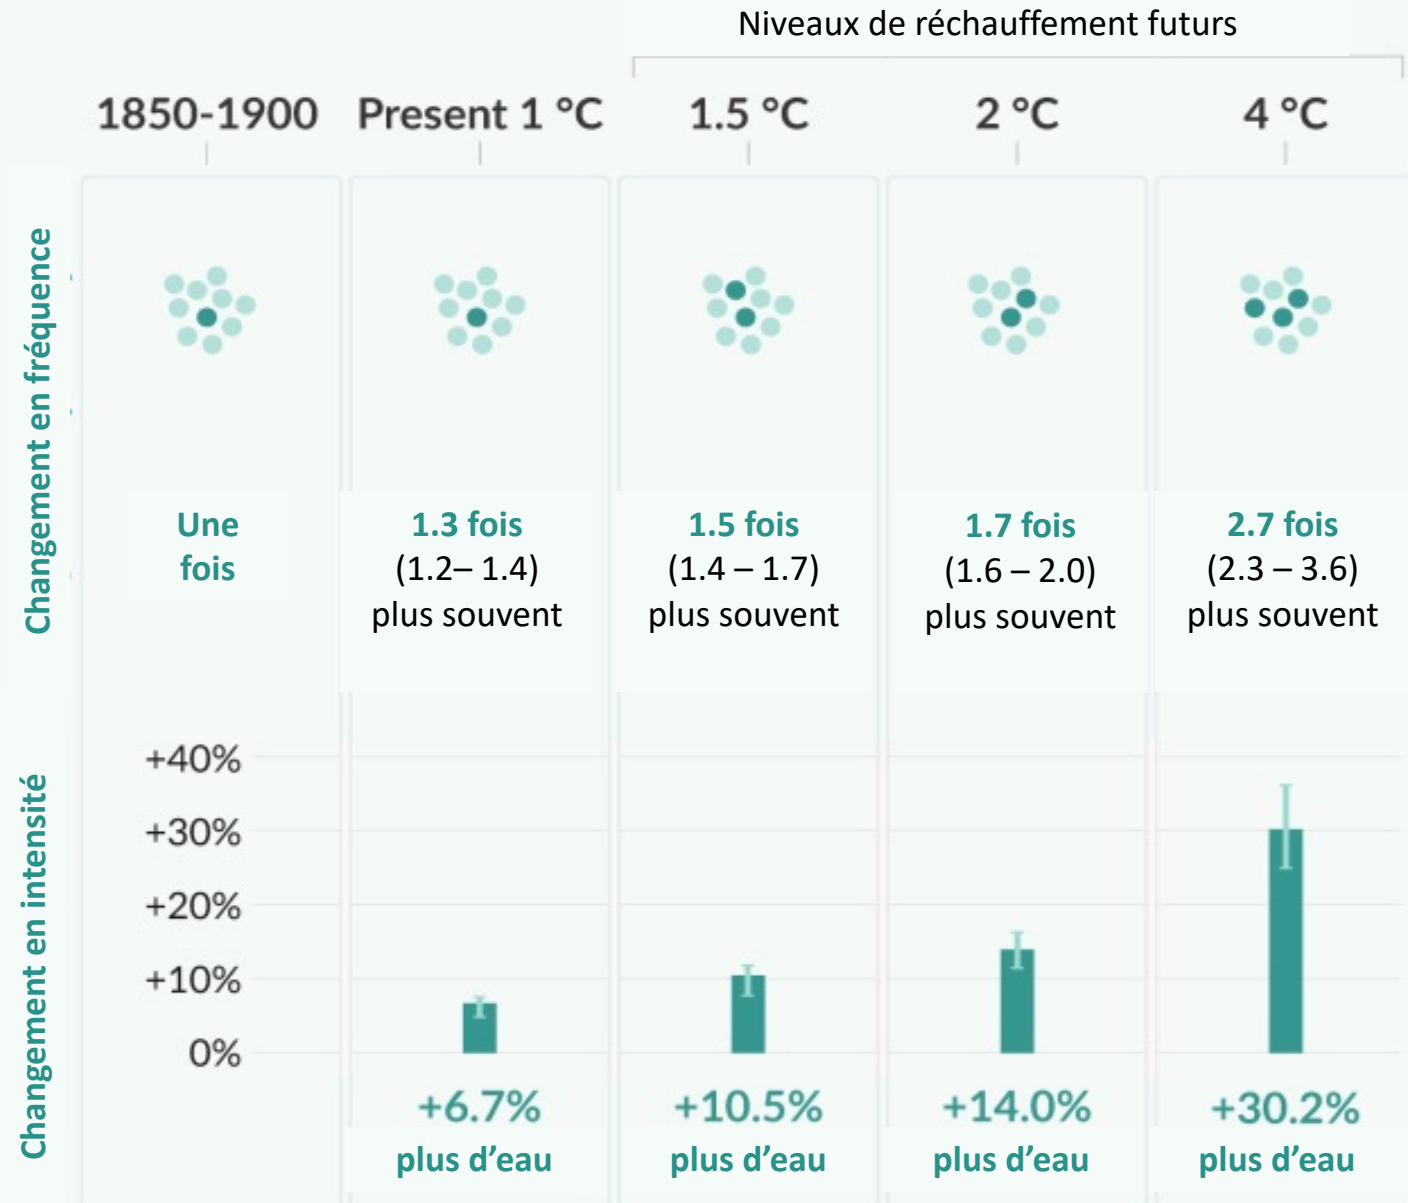 Niveaux de réchauffement futurs
1850-1900 Present 1 °C 1.5 °C 2 °C 4 °C
Changement en fréquence
Une
fois
1.3 fois
(1.2– 1.4)
plus souvent
1.5 fois
(1.4 – 1.7)
plus souvent
1.7 fois
(1.6 – 2.0)
plus souvent
2.7 fois
(2.3 – 3.6)
plus souvent
Changement en intensité
+40%
+30%
+20%
+10%
0%
+6.7%
plus d'eau
+10.5%
plus d'eau
+14.0%
plus d'eau
+30.2%
plus d'eau